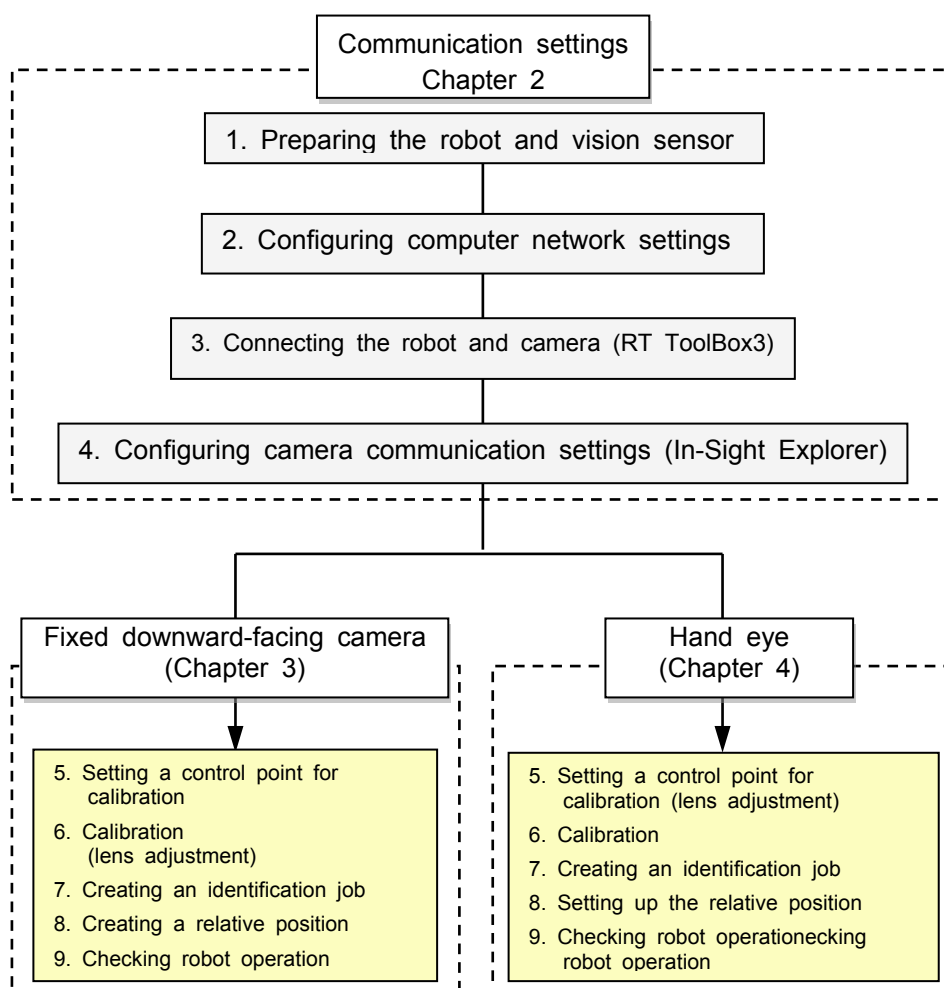 Communication settings
Chapter 2
1. Preparing the robot and vision sensor
2. Configuring computer network settings
3. Connecting the robot and camera (RT ToolBox3)
4. Configuring camera communication settings (In-Sight Explorer)
Fixed downward-facing camera
(Chapter 3)
5. Setting a control point for
calibration
6. Calibration
(lens adjustment)
7. Creating an identification job
8. Creating a relative position
9. Checking robot operation
Hand eye
(Chapter 4)
5. Setting a control point for
calibration (lens adjustment)
6. Calibration
7. Creating an identification job
8. Setting up the relative position
9. Checking robot operationecking
robot operation